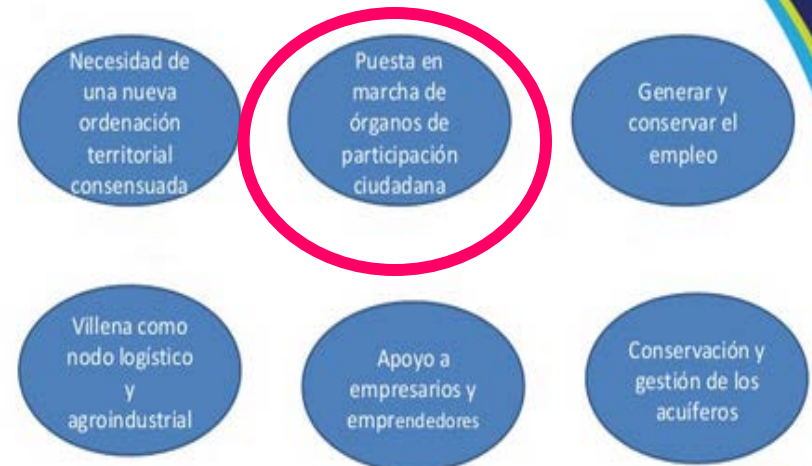 Necesidad de
una nueva
ordenación
territorial
consensuada
Puesta en
marcha de
órganos de
participación
ciudadana
Generar y
conservar el
empleo
Villena como
nodo logístico
y
agroindustrial
Apoyo a
empresarios y
emprendedores
Conservación y
gestión de los
acuíferos